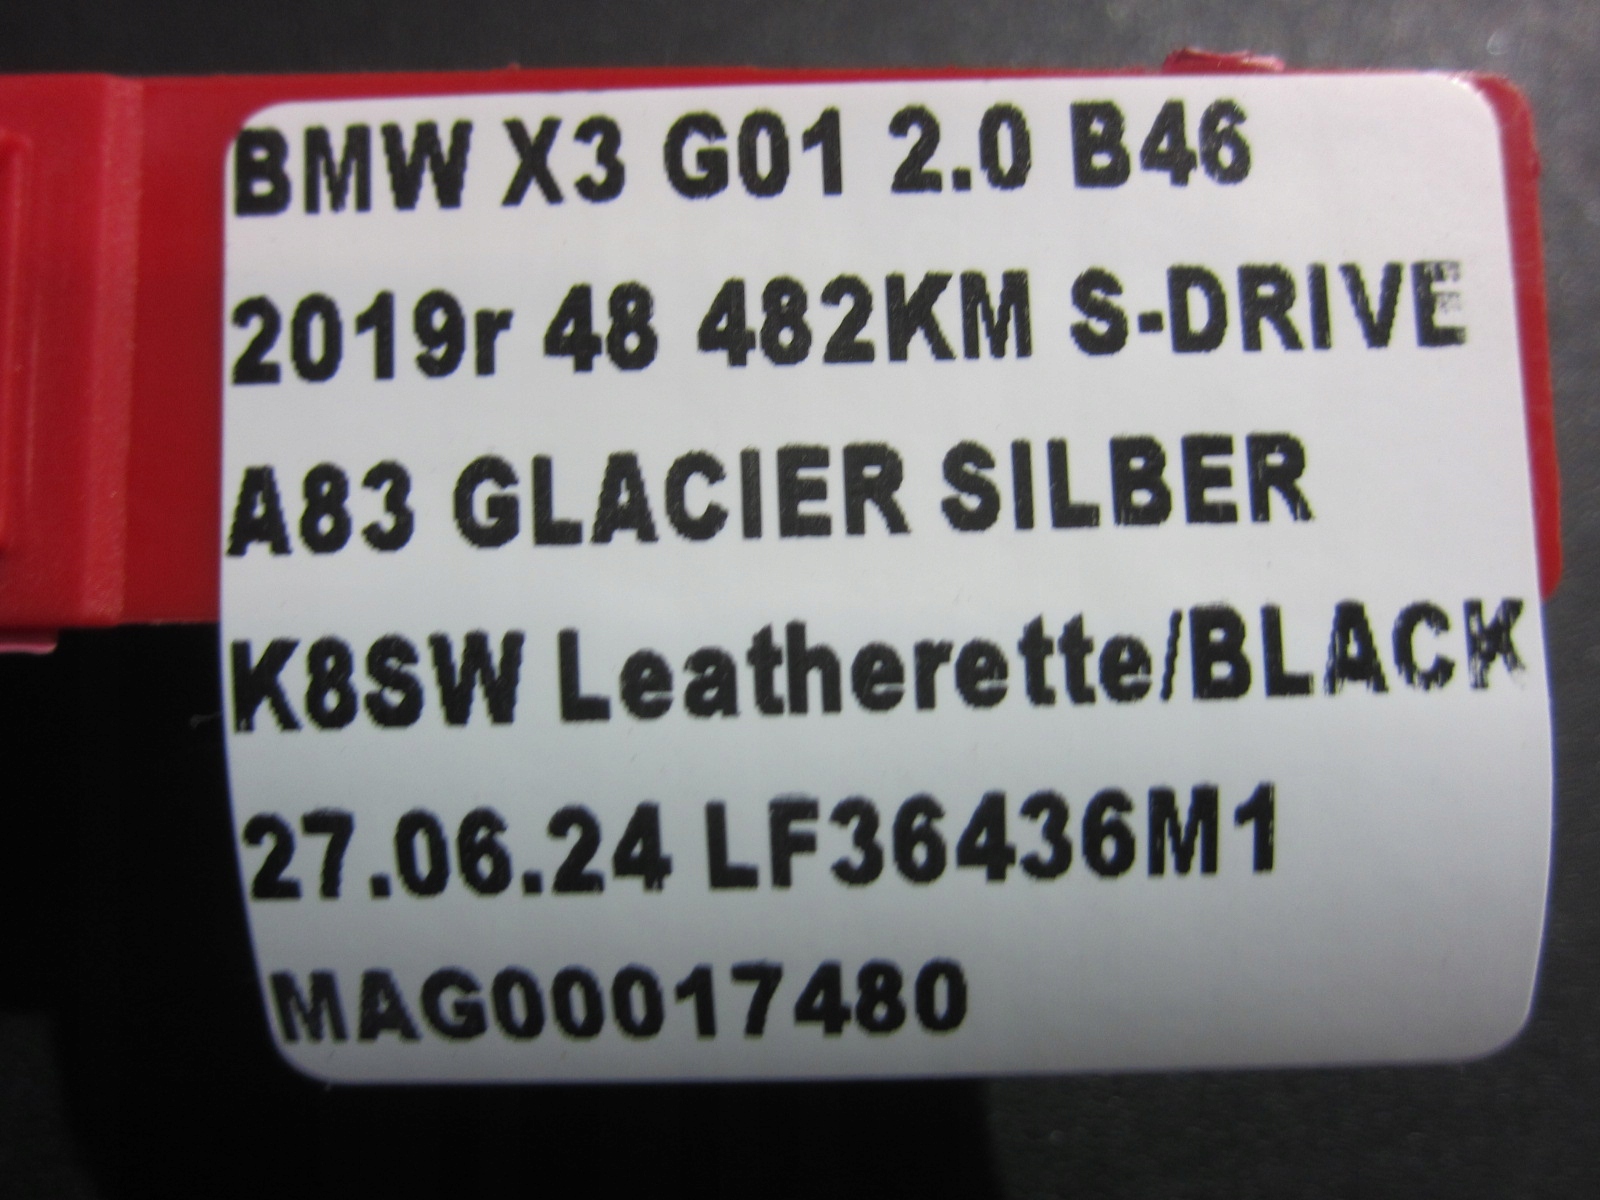 BMW X3 G01 2.0 B46
2019r 48 482KM S-DRIVE
A83 GLACIER SILBER
K8SW Leatherette/BLACK
27.06.24 LF36436M1
MAG00017480